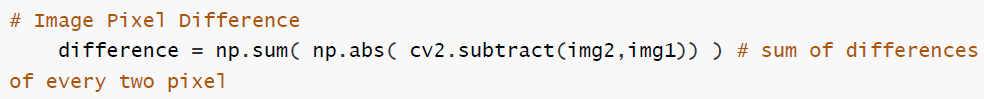 # Image Pixel Difference
    difference = np.sum( np.abs( cv2.subtract(img2,img1)) ) # sum of differences
of every two pixel